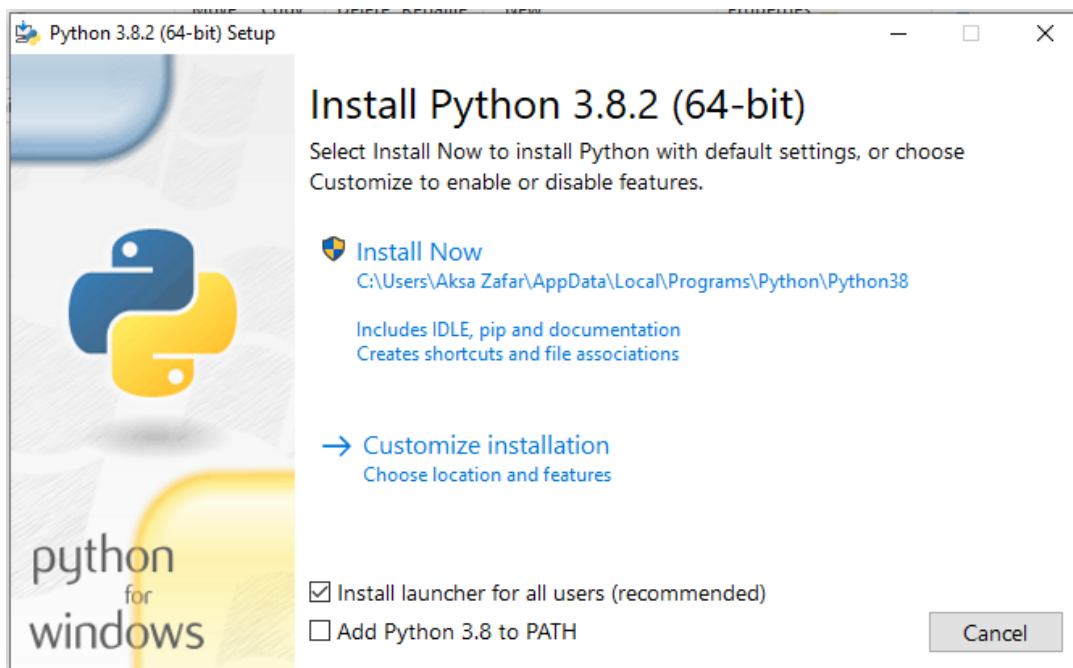 Python 3.8.2 (64-bit) Setup
Install Python 3.8.2 (64-bit)
Select Install Now to install Python with default settings, or choose
Customize to enable or disable features.
Install Now
C:\Users\Aksa Zafar\AppData\Local\Programs\Python\Python38
Includes IDLE, pip and documentation
Creates shortcuts and file associations
Customize installation
Choose location and features
python
for
windows
Install launcher for all users (recommended)
Add Python 3.8 to PATH
Cancel